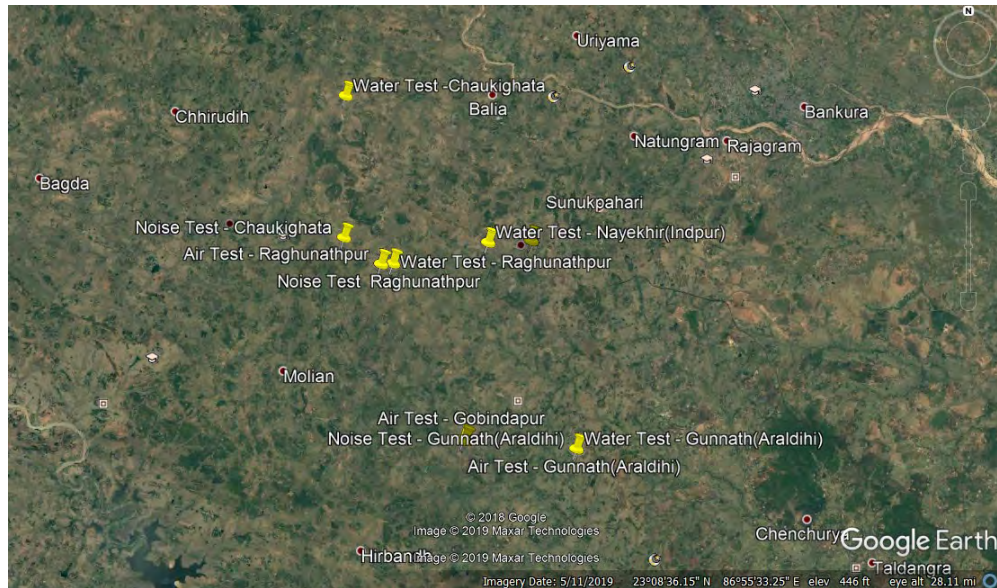 N
Uriyama
Water Test -Chaukighata
Balia
Chhirudih
Bankura
Natungram
Rajagram
Bagda
Sunukpahari
Noise Test - Chaukighata
Water Test - Nayekhir(Indpur)
Air Test - Raghunathpur
Water Test - Raghunathpur
Noise Test Raghunathpur
Molian
Air Test - Gobindapur
Noise Test - Gunnath(Araldihi)
Water Test - Gunnath(Araldihi)
Air Test - Gunnath(Araldihi)
© 2018 Google
Image © 2019 Maxar Technologies
Chenchurya
Google Earth
Hirbandh
Image © 2019 Maxar Technologies
Taldangra
Imagery Date: 5/11/2019 23°08'36.15" N 86°55'33.25" E elev 446 ft eye alt 28.11 mi